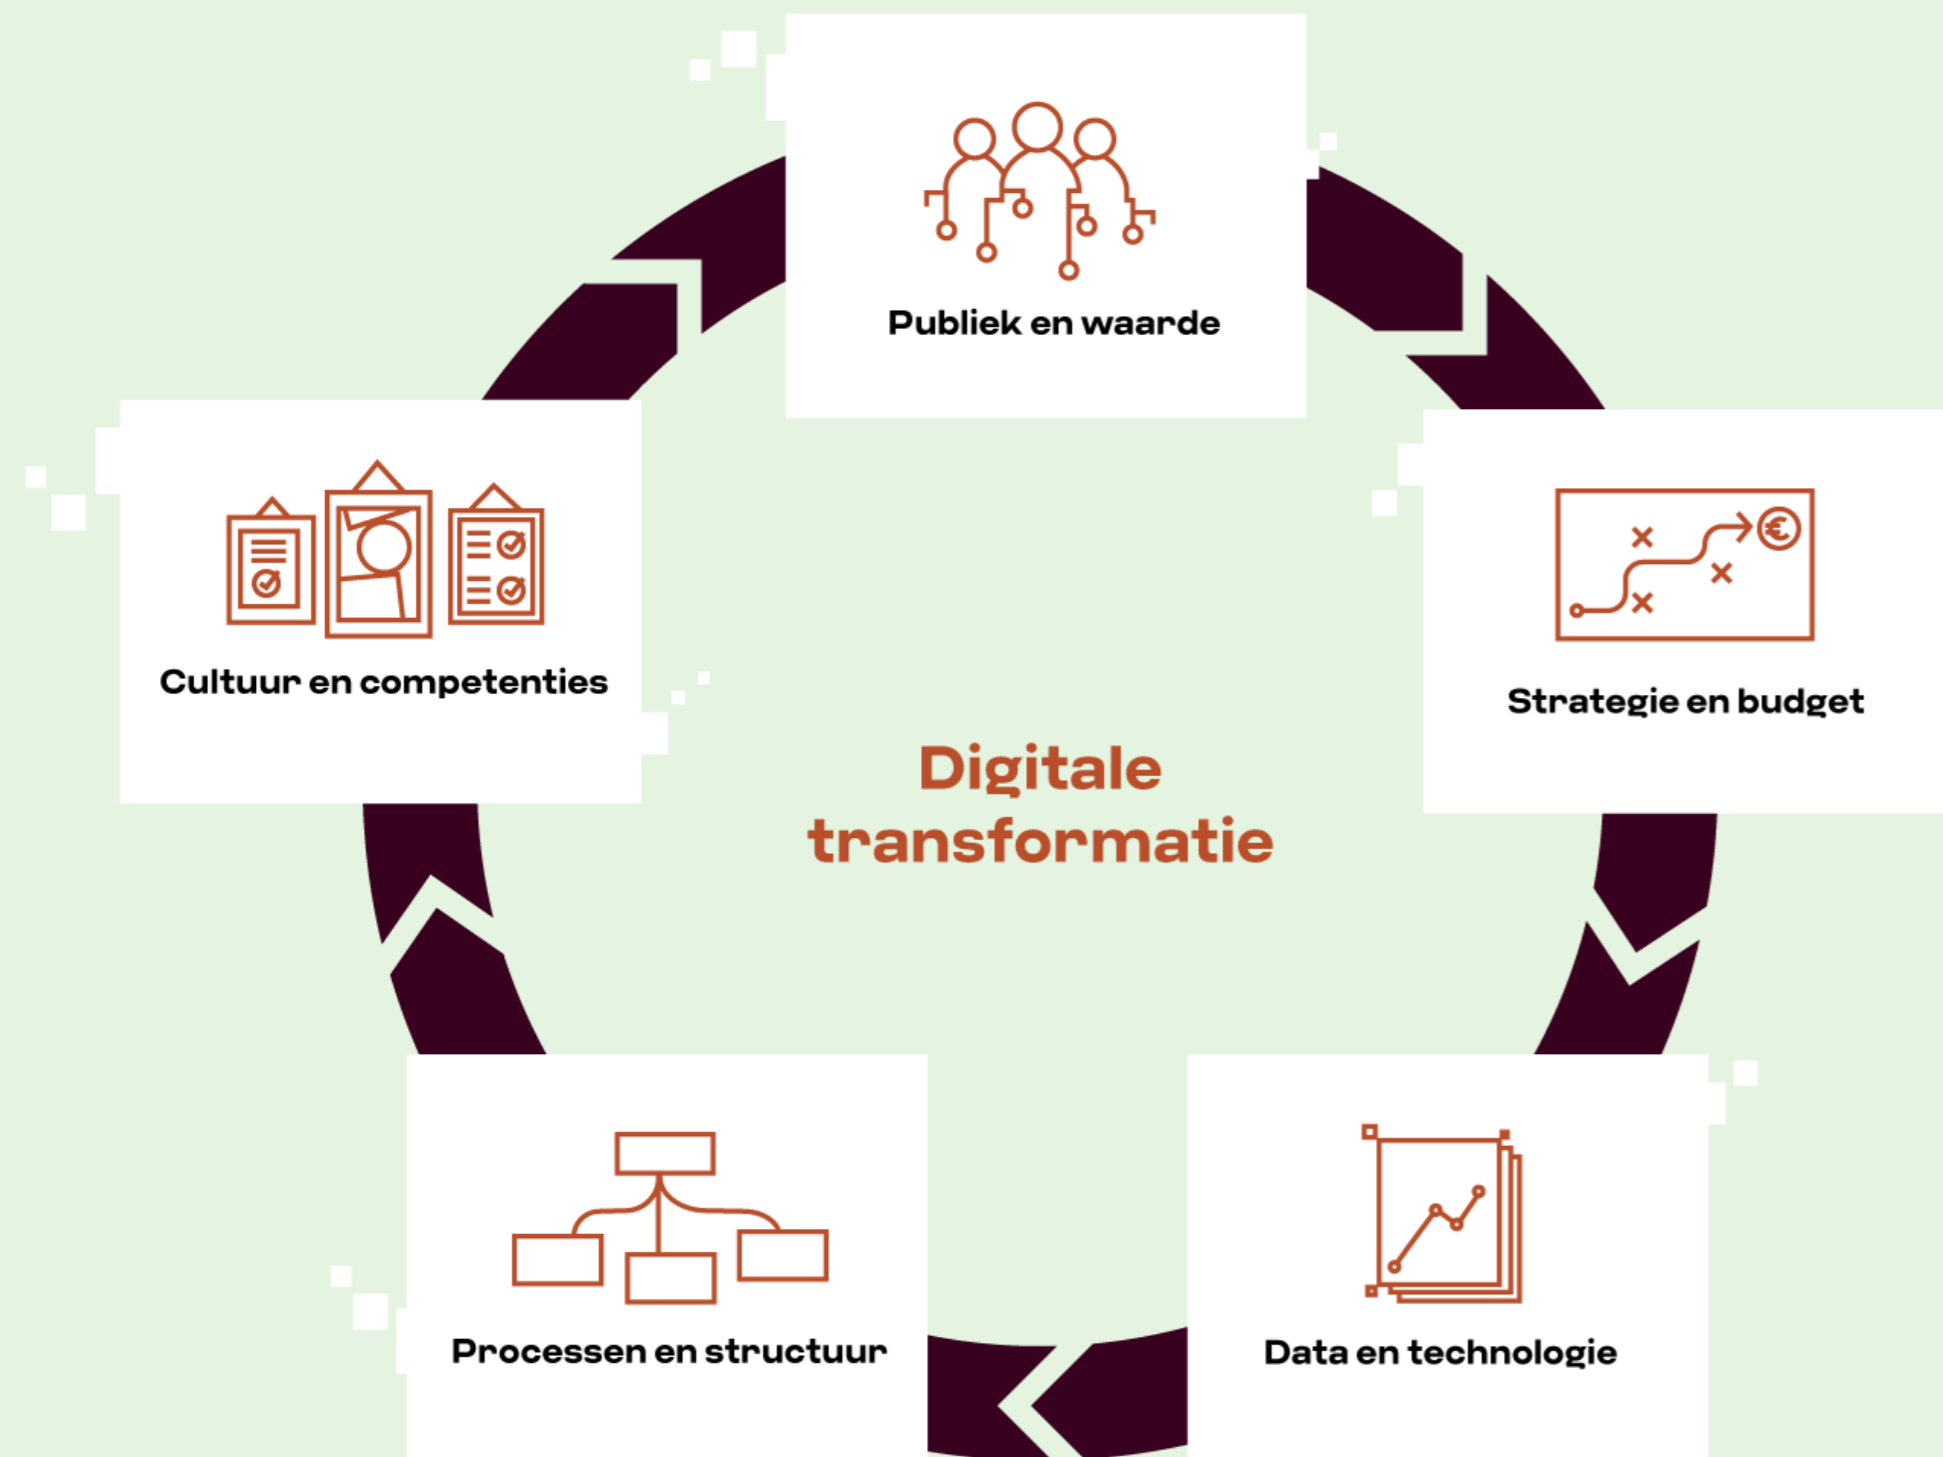 Publiek en waarde
Cultuur en competenties
Strategie en budget
Digitale
transformatie
Processen en structuur
Data en technologie